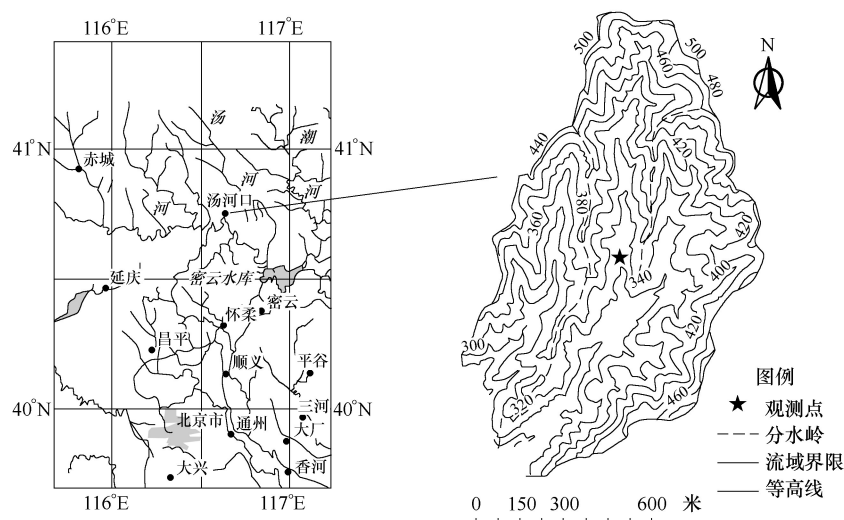 116°E 117°E
41°N 41°N
汤
潮
赤城
河
河
河
汤河口
延庆
密云水库
密云
怀柔
昌平
顺义
平谷
40°N 40°N
三河
北京市
通州
大厂
大兴
香河
116°E 117°E
500
500
460
480
440
420
380
360
420
340
400
420
300
320
460
N
图例
观测点
分水岭
流域界限
等高线
0 150 300 600 米